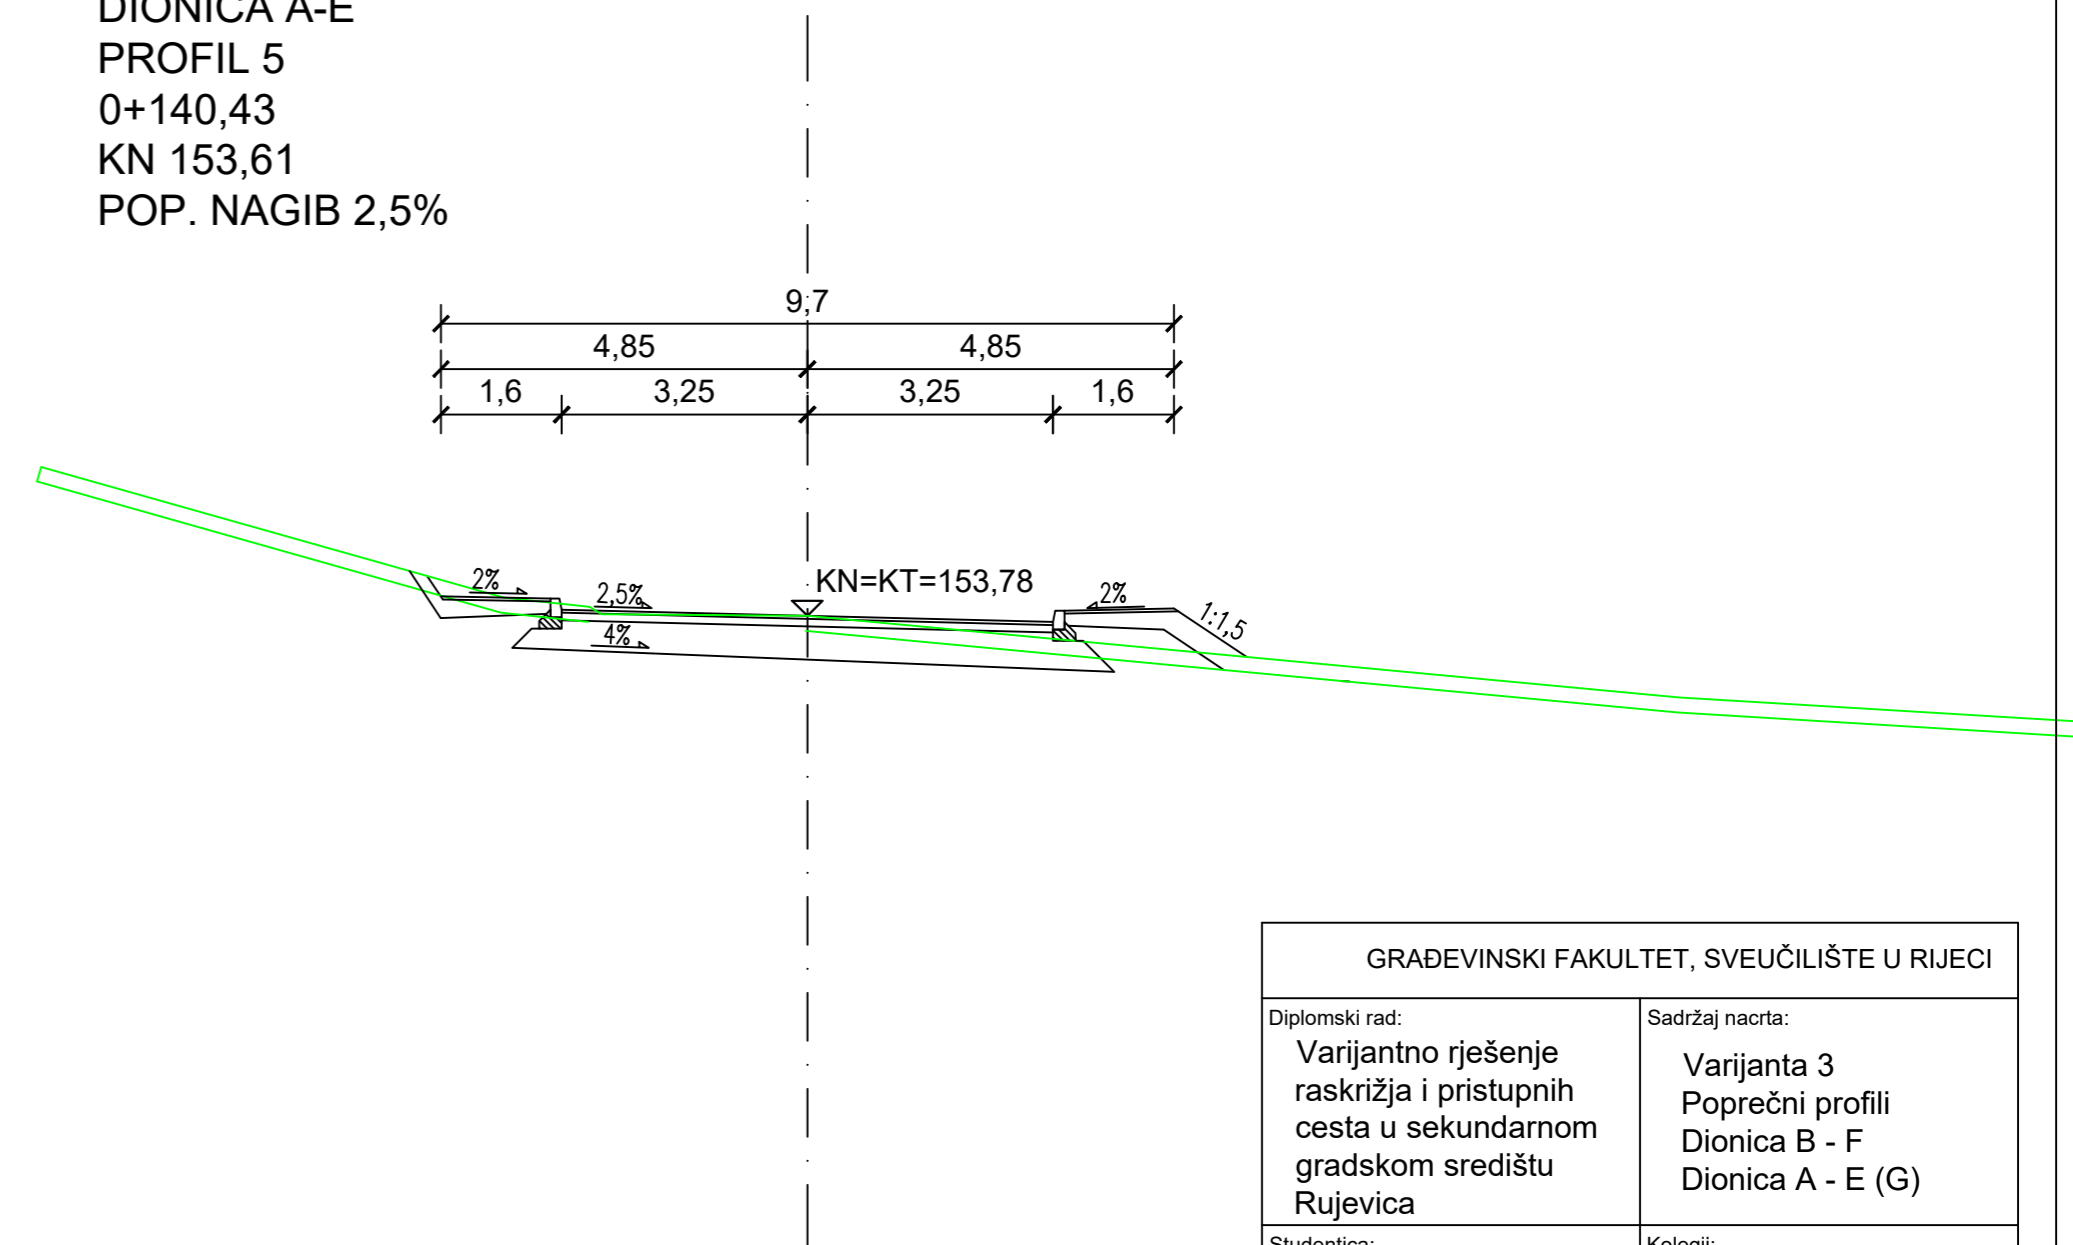 DIONICA A-E
PROFIL 5
0+140,43
KN 153,61
POP. NAGIB 2,5%
9,7
4,85 4,85
1,6 3,25 3,25 1,6
2% 2,5% KN=KT=153,78 2% 1:1,5
4%
GRAĐEVINSKI FAKULTET, SVEUČILIŠTE U RIJECI
Diplomski rad:
Varijantno rješenje
raskrižja i pristupnih
cesta u sekundarnom
gradskom središtu
Rujevica
Sadržaj nacrta:
Varijanta 3
Poprečni profili
Dionica B - F
Dionica A - E (G)
Studentica:
Kolegij: